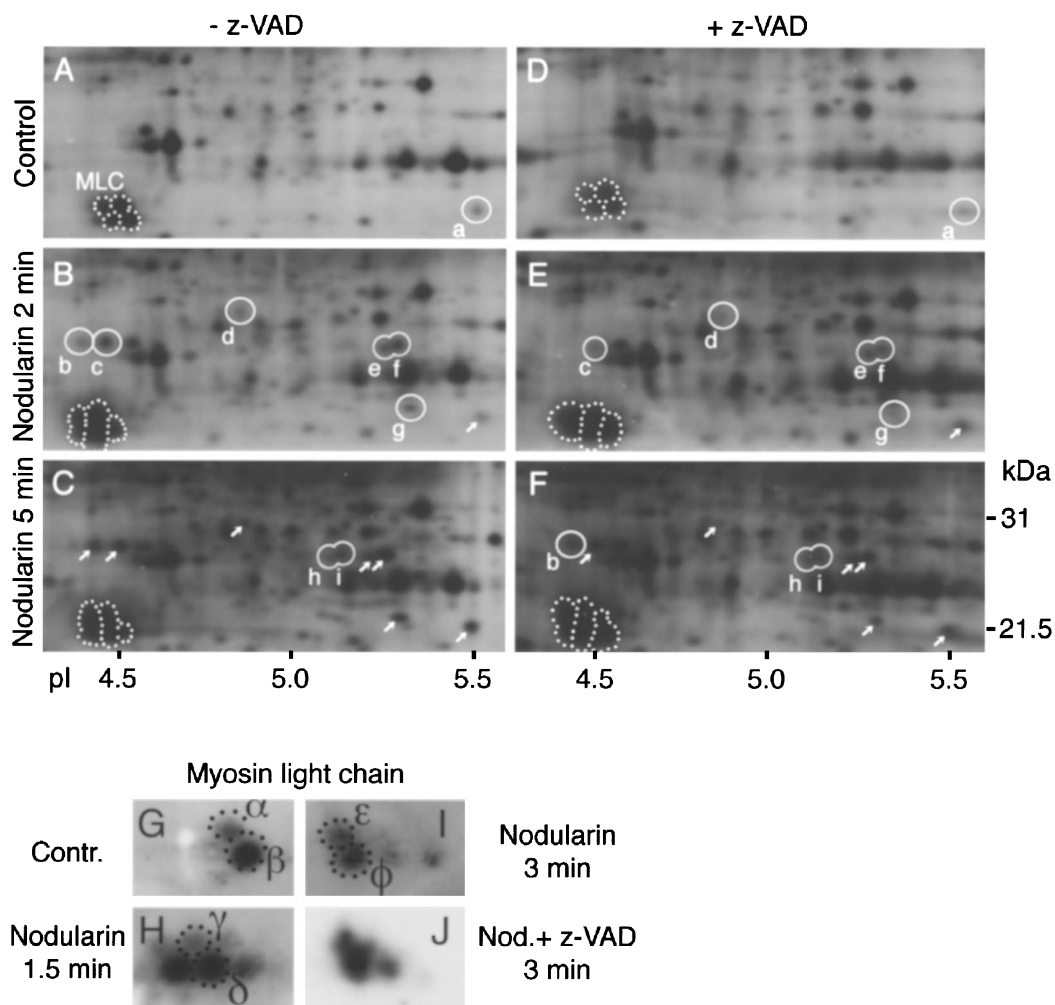 - z-VAD
+ z-VAD
Control
A
MLC
a
D
a
Nodularin 2 min
B
b
c
d
e
f
g
E
c
d
e
f
g
Nodularin 5 min
C
h
i
F
b
h
i
kDa
31
21.5
pI
4.5
5.0
5.5
4.5
5.0
5.5
Myosin light chain
Contr.
G
α
β
ε
I
ϕ
Nodularin
3 min
Nodularin
1.5 min
H
γ
δ
J
Nod.+ z-VAD
3 min